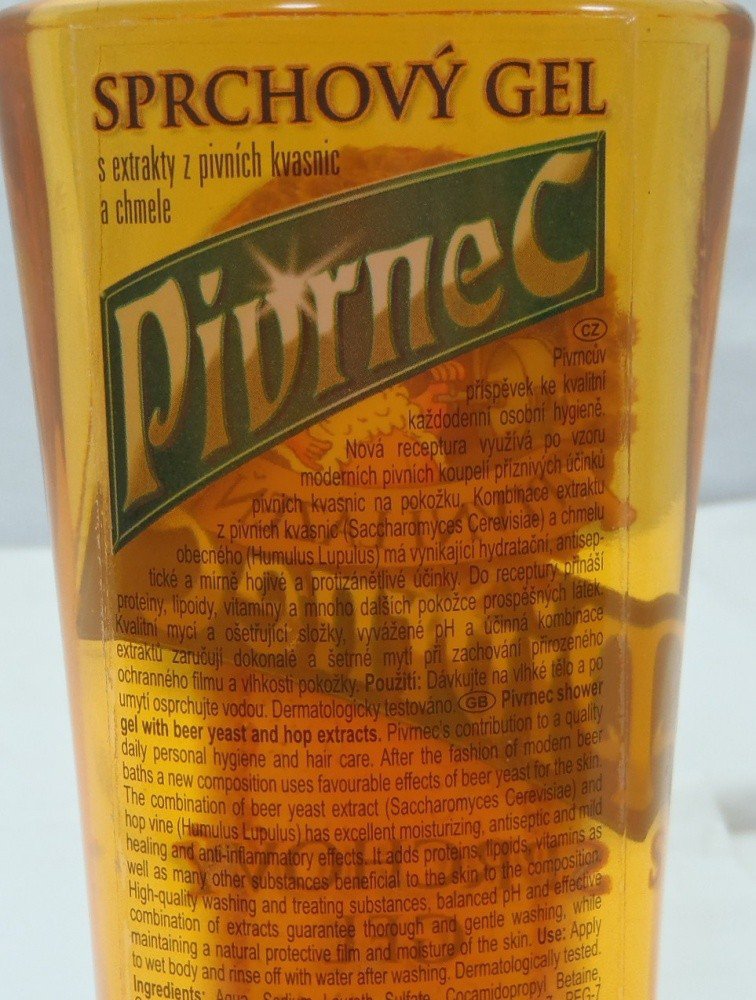 SPRCHOVÝ GEL
s extrakty z pivních kvasnic
a chmele
Pivrnec
CZ
Pivrncův
příspěvek ke kvalitní
každodenní osobní hygieně.
Nová receptura využívá po vzoru
moderních pivních koupelí příznivých účinků
pivních kvasnic na pokožku. Kombinace extraktu
z pivních kvasnic (Saccharomyces Cerevisiae) a chmelu
obecného (Humulus Lupulus) má vynikající hydratační, antisep-
tické a mírně hojivé a protizánětlivé účinky. Do receptury přináší
proteiny, lipoidy, vitamíny a mnoho dalších pokožce prospěšných látek.
Kvalitní mycí a ošetřující složky, vyvážené pH a účinná kombinace
extraktů zaručují dokonalé a šetrné mytí při zachování přirozeného
ochranného filmu a vlhkosti pokožky. Použití: Dávkujte na vlhké tělo a po
umytí osprchujte vodou. Dermatologicky testováno. GB Pivrnec shower
gel with beer yeast and hop extracts. Pivrnec's contribution to a quality
daily personal hygiene and hair care. After the fashion of modern beer
baths a new composition uses favourable effects of beer yeast for the skin.
The combination of beer yeast extract (Saccharomyces Cerevisiae) and
hop vine (Humulus Lupulus) has excellent moisturizing, antiseptic and mild
healing and anti-inflammatory effects. It adds proteins, lipoids, vitamins as
well as many other substances beneficial to the skin to the composition.
High-quality washing and treating substances, balanced pH and effective
combination of extracts guarantee thorough and gentle washing, while
maintaining a natural protective film and moisture of the skin. Use: Apply
to wet body and rinse off with water after washing. Dermatologically tested.
Ingredients: Aqua, Sodium Laureth Sulfate, Cocamidopropyl Betaine,
PEG-7